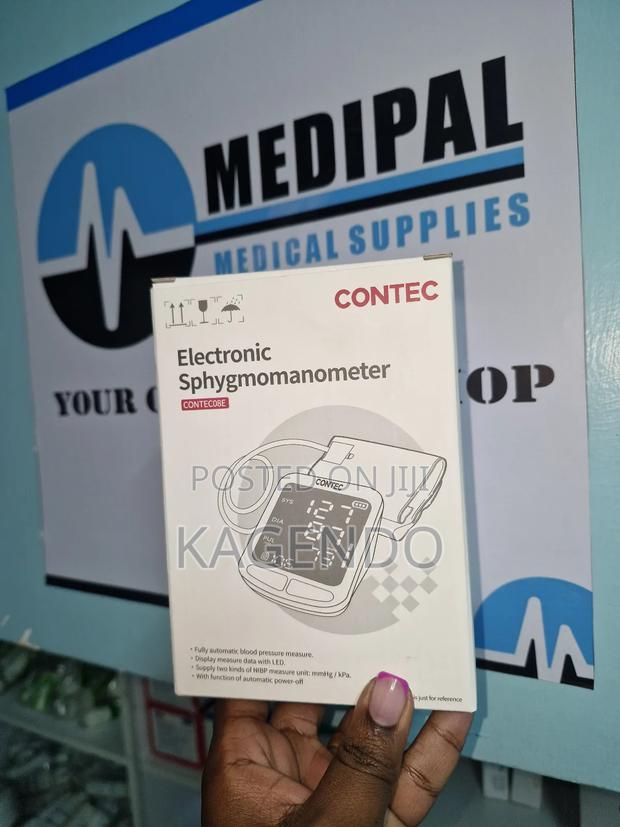 MEDIPAL
MEDICAL SUPPLIES
YOUR
OP
CONTEC
Electronic
Sphygmomanometer
CONTEC08E
CONTEC
SYS
127
DIA
PUL
POSTED ON JIJI
KAGENDO
• Fully automatic blood pressure measure.
• Display measure data with LED.
• Supply two kinds of NIBP measure unit: mmHg / kPa.
• With function of automatic power-off
is just for reference